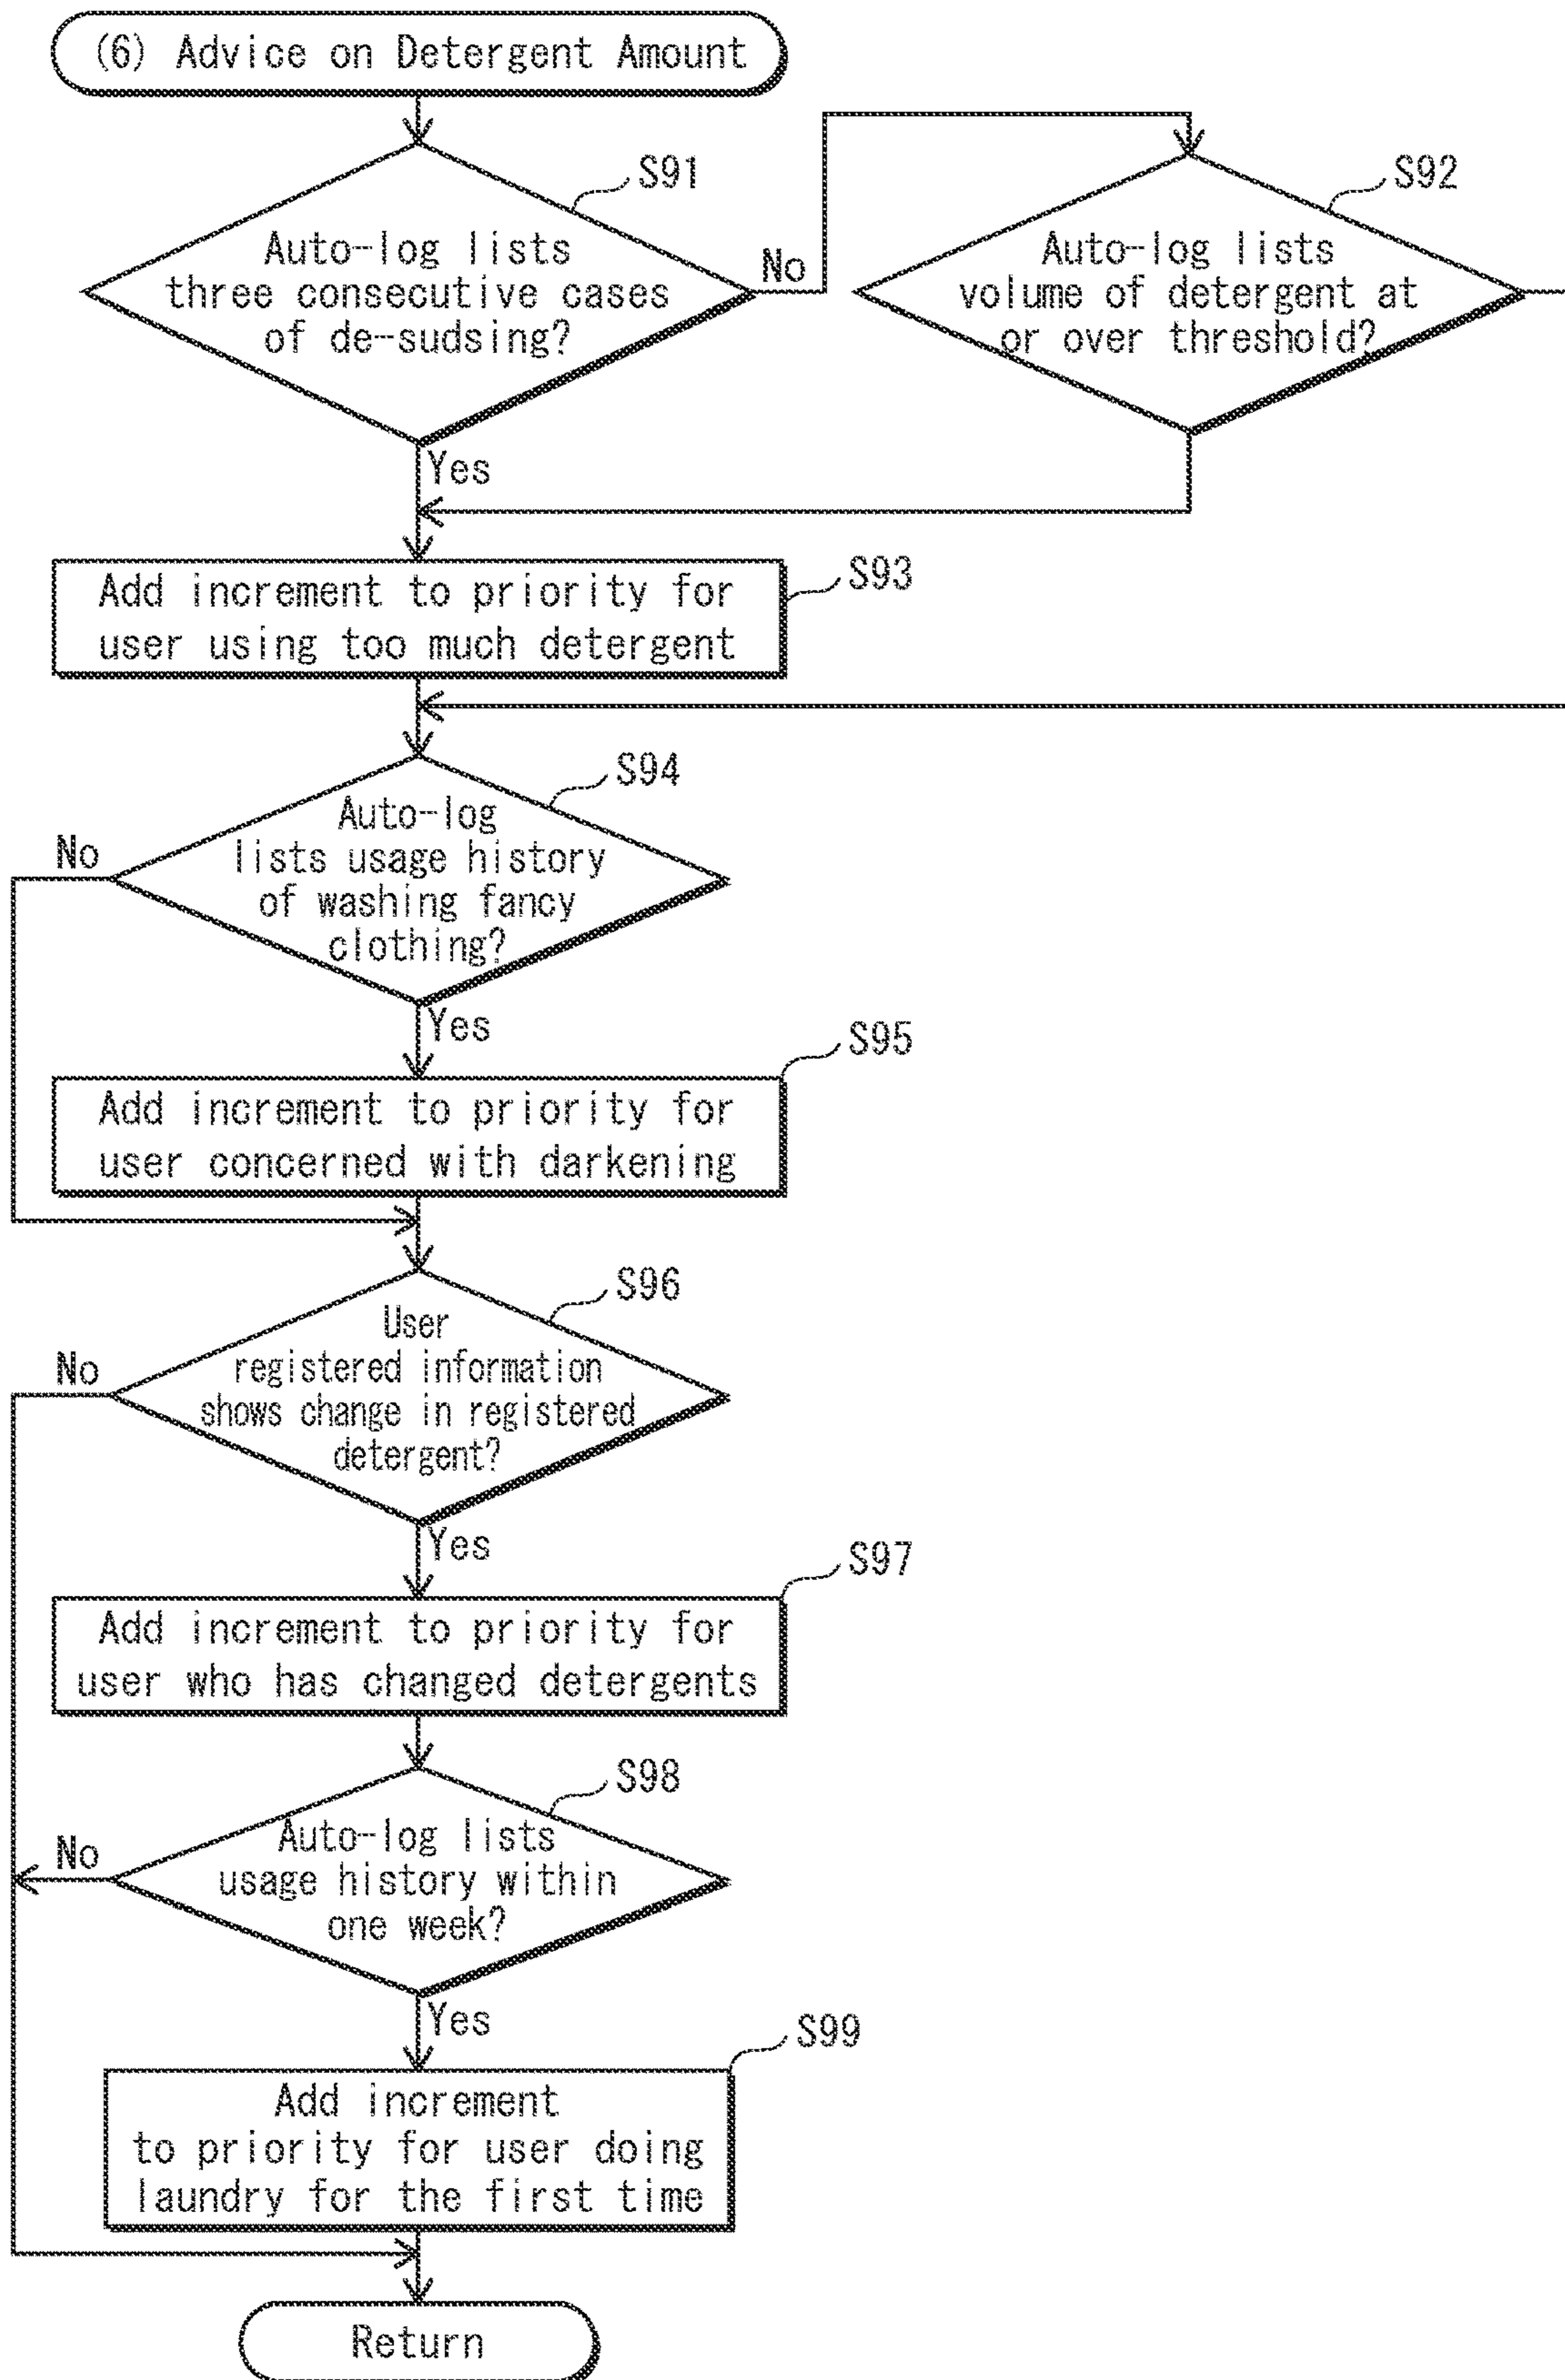 (6) Advice on Detergent Amount
S91
Auto-log lists
three consecutive cases
of de-sudsing?
No
Yes
S92
Auto-log lists
volume of detergent at
or over threshold?
S93
Add increment to priority for
user using too much detergent
S94
Auto-log
lists usage history
of washing fancy
clothing?
No
Yes
S95
Add increment to priority for
user concerned with darkening
S96
User
registered information
shows change in registered
detergent?
No
Yes
S97
Add increment to priority for
user who has changed detergents
S98
Auto-log lists
usage history within
one week?
No
Yes
S99
Add increment
to priority for user doing
laundry for the first time
Return